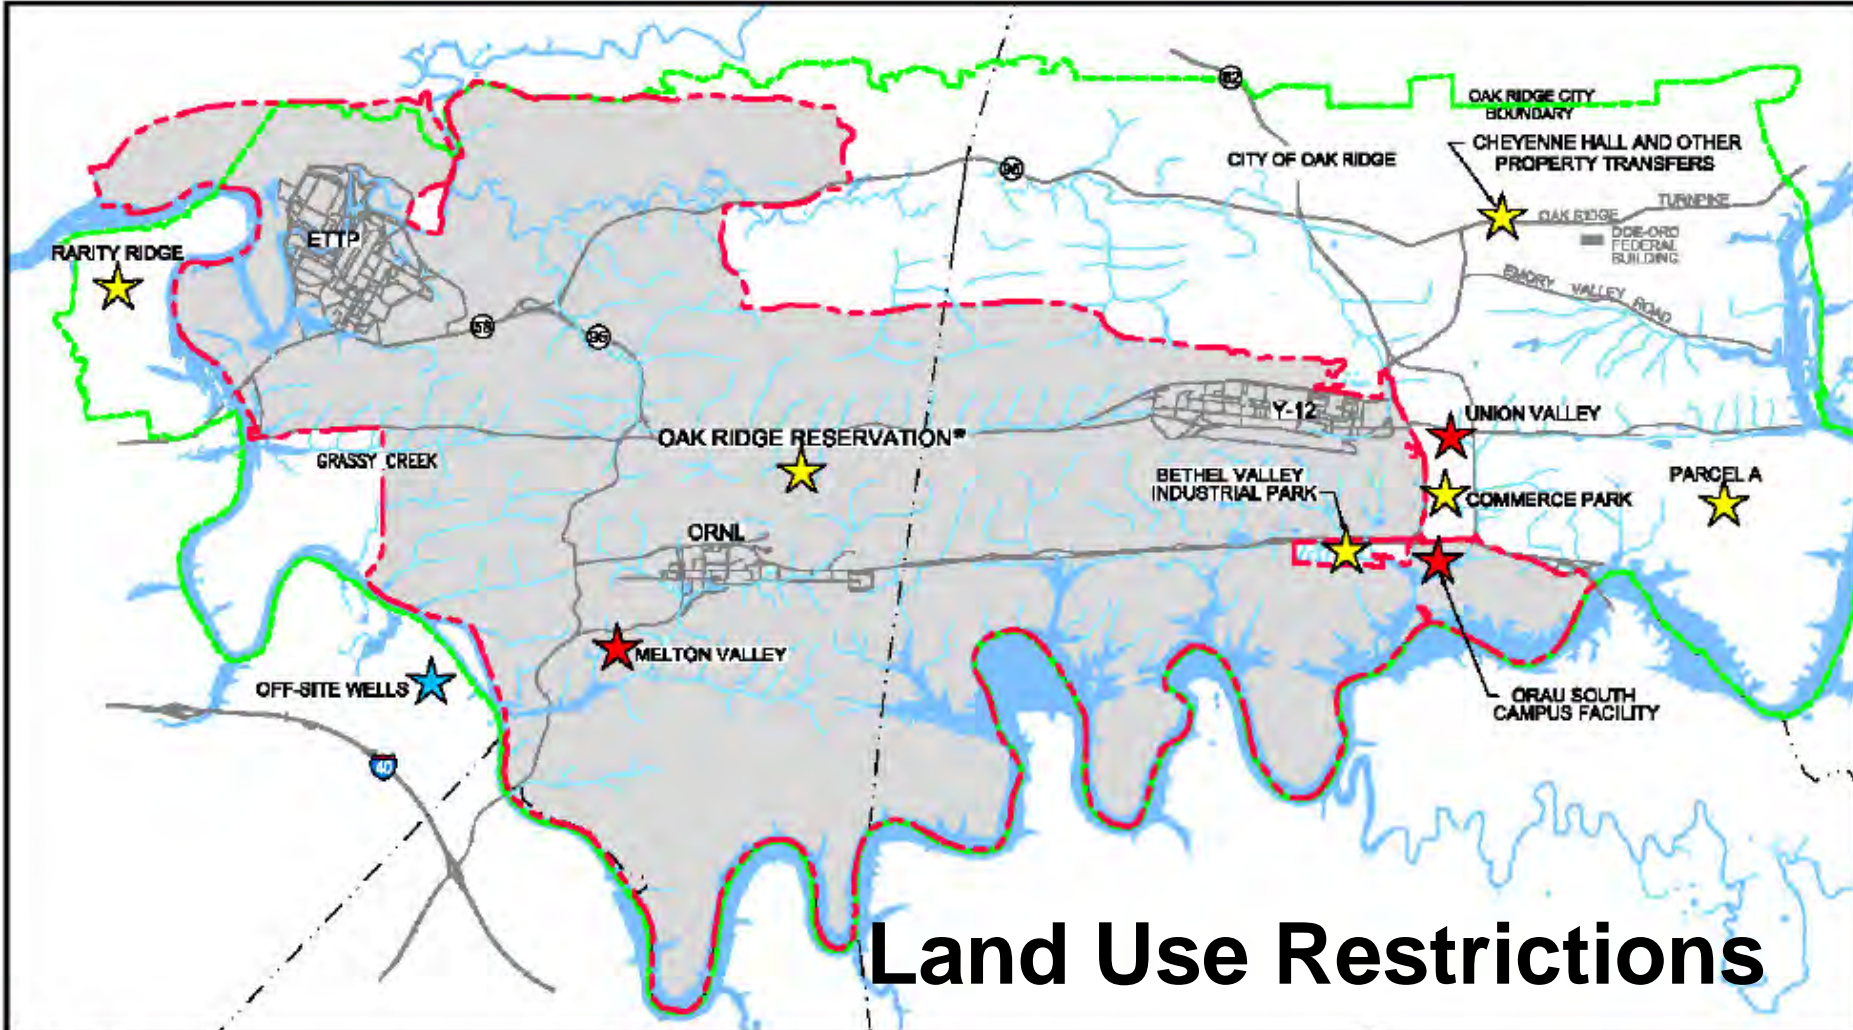 62
OAK RIDGE CITY
BOUNDARY
CHEYENNE HALL AND OTHER
PROPERTY TRANSFERS
CITY OF OAK RIDGE
95
TURNPIKE
OAK RIDGE
DOE-ORO
FEDERAL
BUILDING
ETTP
RARITY RIDGE
EMORY VALLEY ROAD
58
95
Y-12
UNION VALLEY
OAK RIDGE RESERVATION*
GRASSY CREEK
BETHEL VALLEY
INDUSTRIAL PARK
PARCEL A
COMMERCE PARK
ORNL
MELTON VALLEY
OFF-SITE WELLS
ORAU SOUTH
CAMPUS FACILITY
40
Land Use Restrictions